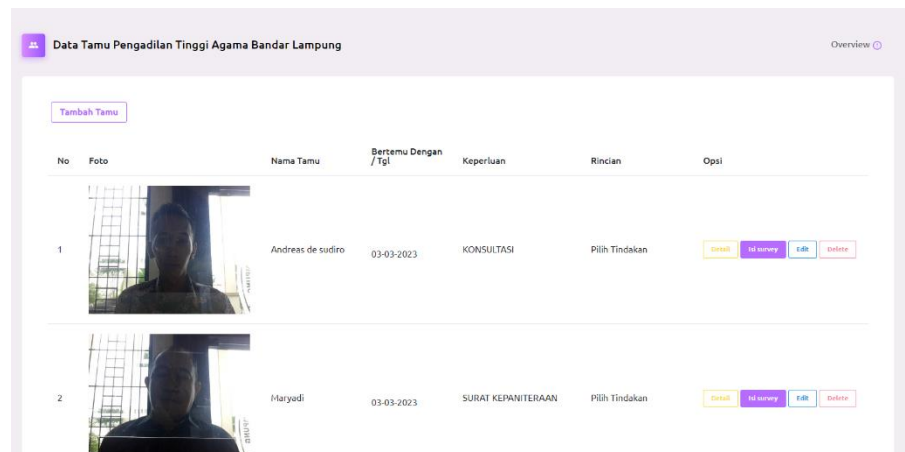 Data Tamu Pengadilan Tinggi Agama Bandar Lampung
Overview
Tambah Tamu
No Foto Nama Tamu Bertemu Dengan / Tgl Keperluan Rincian Opsi
1 Andreas de sudiro 03-03-2023 KONSULTASI Pilih Tindakan Detail Isi survey Edit Delete
2 Maryadi 03-03-2023 SURAT KEPANITERAAN Pilih Tindakan Detail Isi survey Edit Delete